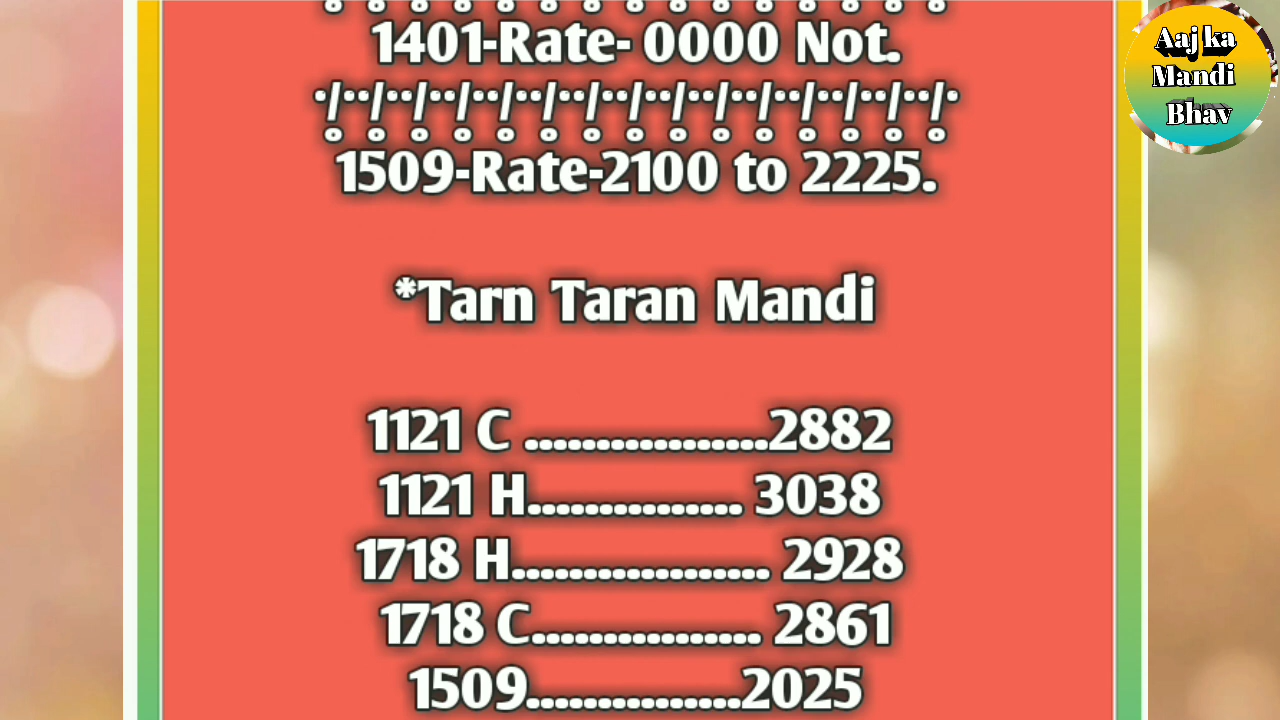 1401-Rate- 0000 Not.
•/••/••/••/••/••/••/••/••/••/••/••/••/••/••/•
1509-Rate-2100 to 2225.
*Tarn Taran Mandi
1121 C .................2882
1121 H............... 3038
1718 H.................. 2928
1718 C................ 2861
1509...............2025
Aaj ka
Mandi
Bhav